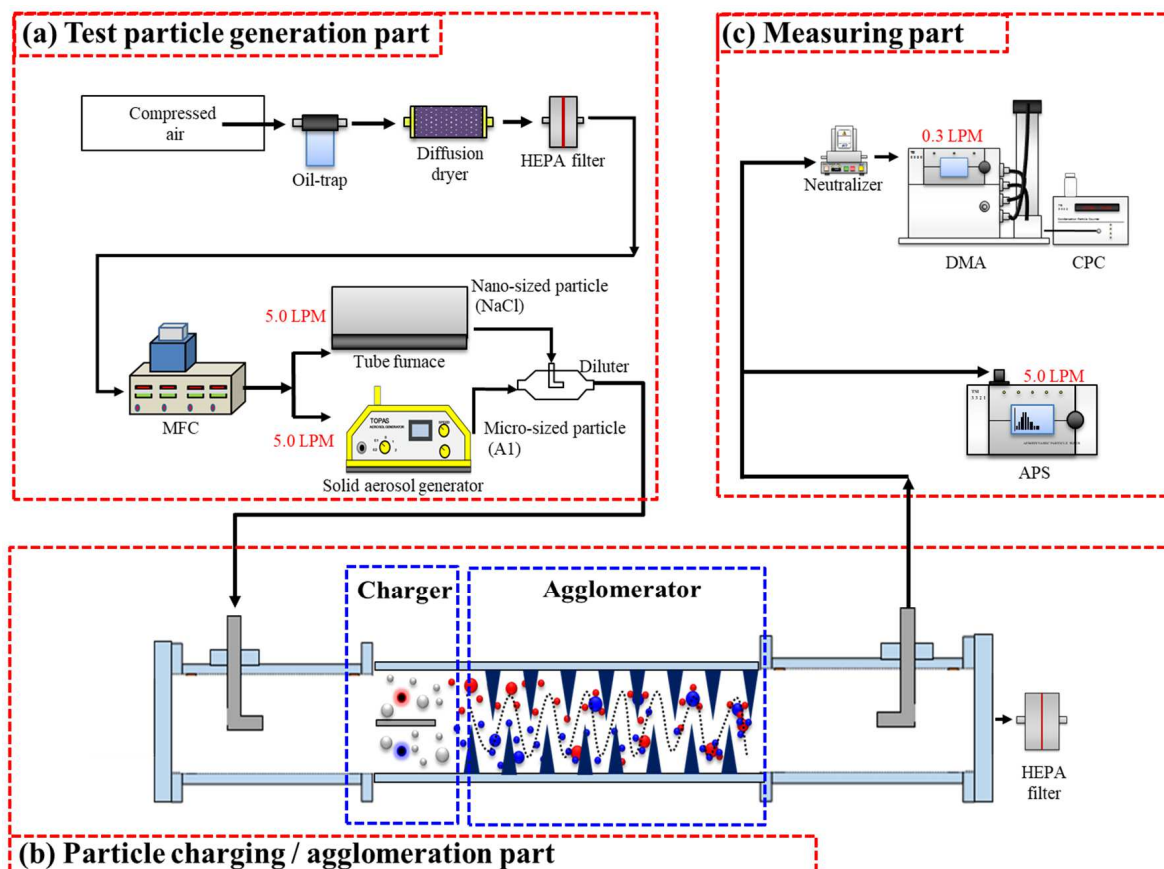 (a) Test particle generation part
Compressed
air
Oil-trap
Diffusion
dryer
HEPA filter
MFC
5.0 LPM
5.0 LPM
Nano-sized particle
(NaCl)
Tube furnace
TOPAS
AEROSOL GENERATOR
Solid aerosol generator
Diluter
Micro-sized particle
(A1)
(c) Measuring part
Neutralizer
0.3 LPM
DMA
CPC
5.0 LPM
APS
Charger
Agglomerator
HEPA
filter
(b) Particle charging / agglomeration part